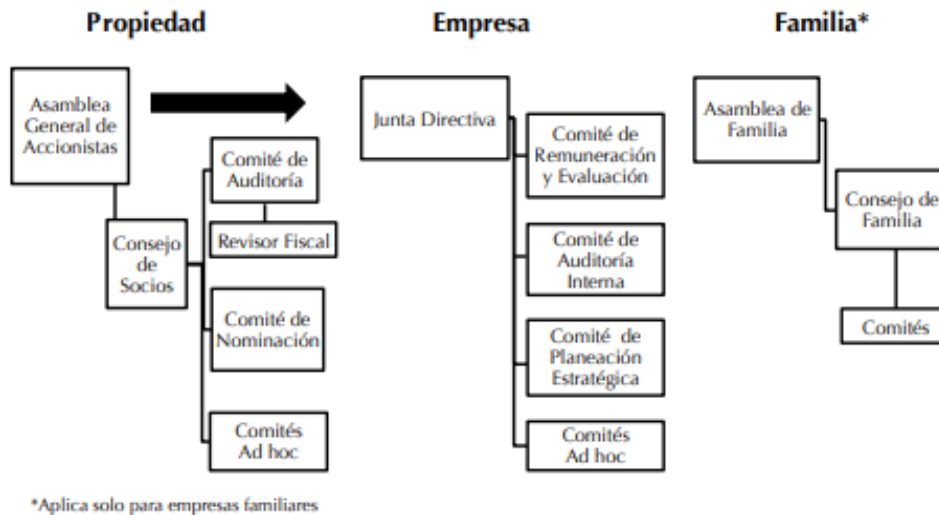 Propiedad
Asamblea
General de
Accionistas
Consejo
de
Socios
Comité de
Auditoría
Revisor Fiscal
Comité de
Nominación
Comités
Ad hoc
Empresa
Junta Directiva
Comité de
Remuneración
y Evaluación
Comité de
Auditoría
Interna
Comité de
Planeación
Estratégica
Comités
Ad hoc
Familia*
Asamblea de
Familia
Consejo de
Familia
Comités
*Aplica solo para empresas familiares